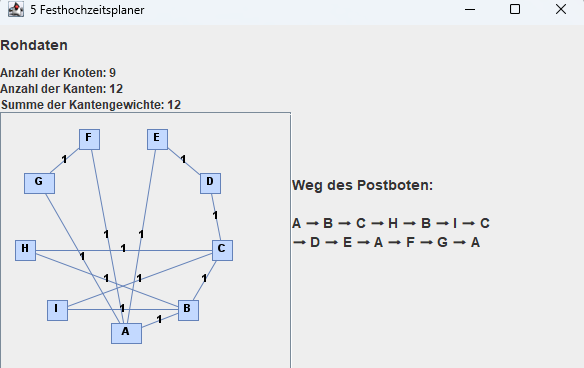 5 Festhochzeitsplaner
Rohdaten
Anzahl der Knoten: 9
Anzahl der Kanten: 12
Summe der Kantengewichte: 12
F
E
1
1
G
D
1
1
1
H
C
1
1
1
1
1
I
1
B
1
A
Weg des Postboten:
A → B → C → H → B → I → C
→ D → E → A → F → G → A